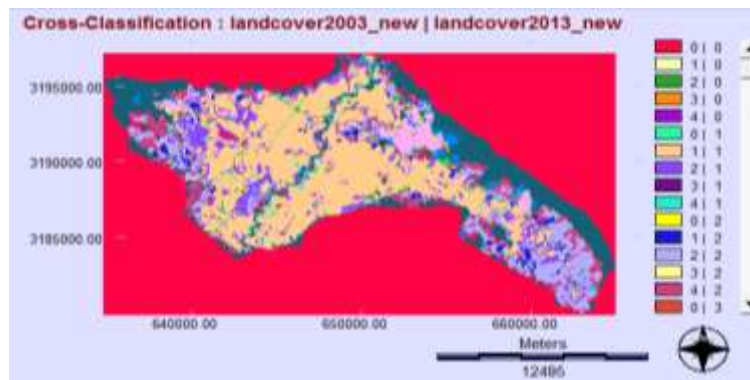 Cross-Classification : landcover2003_new | landcover2013_new
0 | 0
1 | 0
2 | 0
3 | 0
4 | 0
0 | 1
1 | 1
2 | 1
3 | 1
4 | 1
0 | 2
1 | 2
2 | 2
3 | 2
4 | 2
0 | 3
3195000.00
3190000.00
3185000.00
640000.00
650000.00
660000.00
Meters
12485